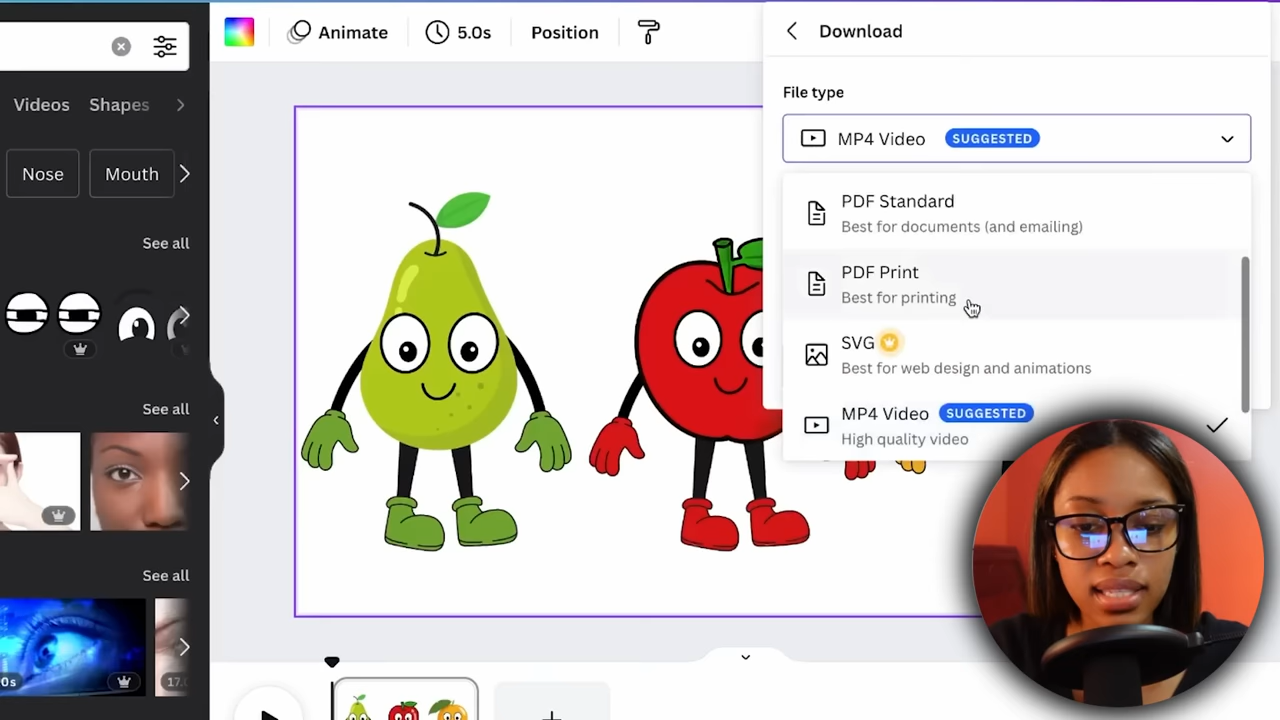 Animate
5.0s
Position
Download
File type
MP4 Video SUGGESTED
Videos Shapes
Nose
Mouth
PDF Standard
Best for documents (and emailing)
See all
PDF Print
Best for printing
SVG
Best for web design and animations
See all
MP4 Video SUGGESTED
High quality video
See all
0s
17.